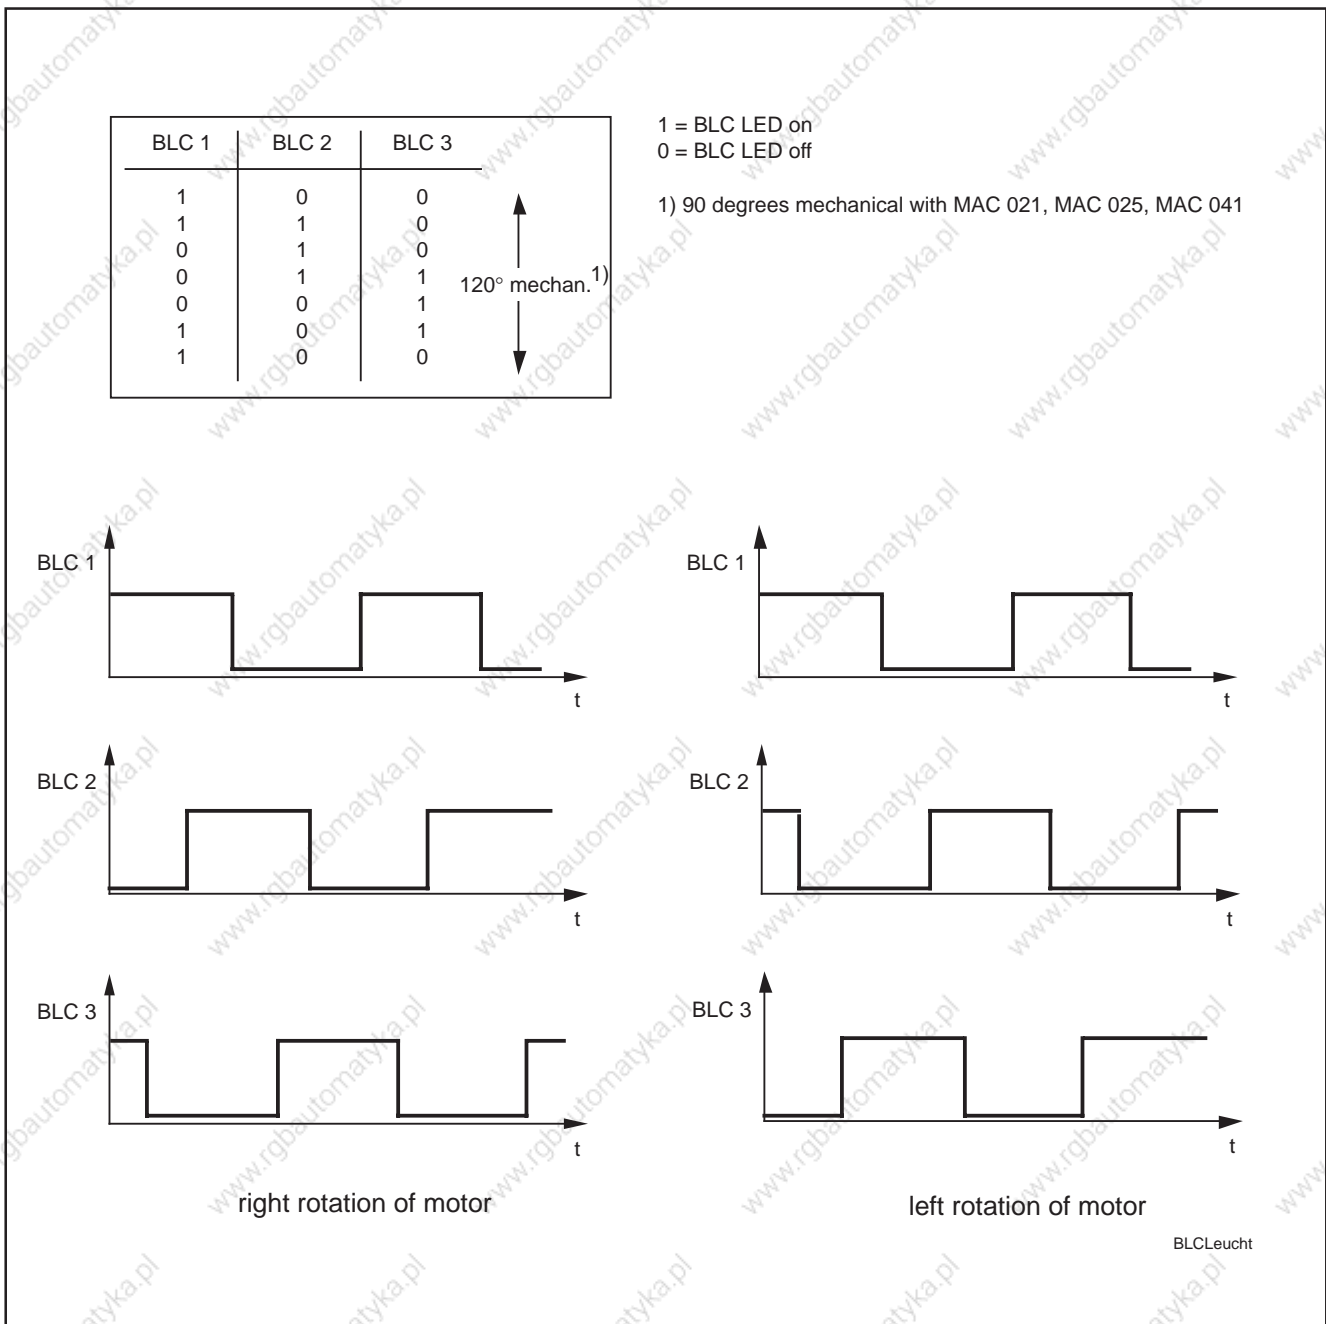 BLC 1 BLC 2 BLC 3
1 0 0
1 1 0
0 1 0
0 1 1
0 0 1
1 0 1
1 0 0
120° mechan.1)
1 = BLC LED on
0 = BLC LED off
1) 90 degrees mechanical with MAC 021, MAC 025, MAC 041
BLC 1
t
BLC 1
t
BLC 2
t
BLC 2
t
BLC 3
t
BLC 3
t
right rotation of motor
left rotation of motor
BLCLeucht
www.rgbautomatyka.pl